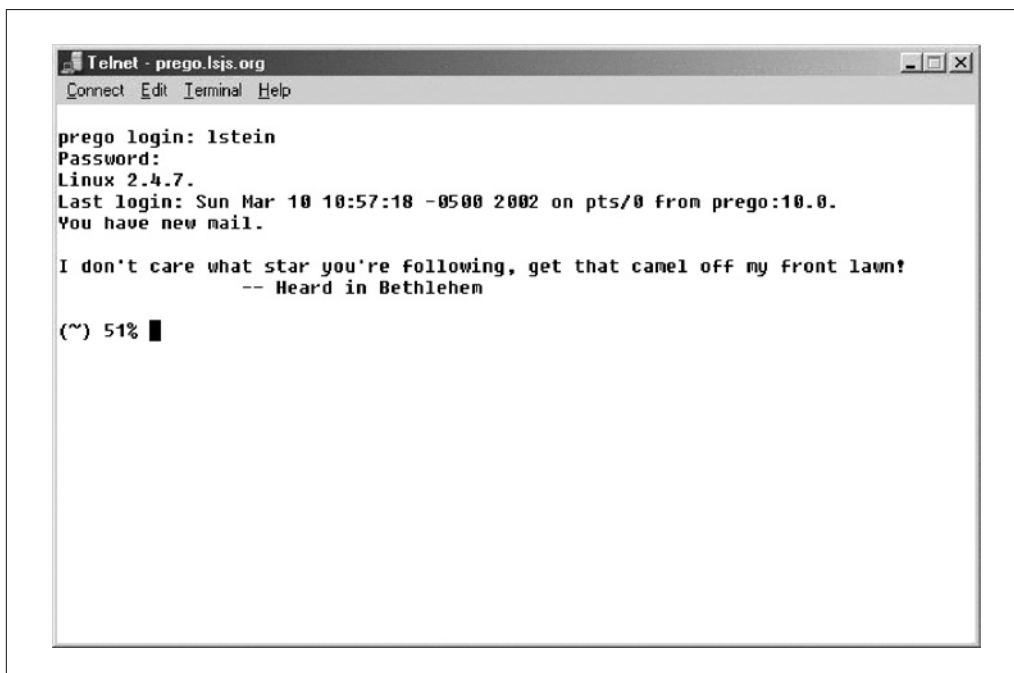 Telnet - prego.lsjs.org
Connect Edit Terminal Help
prego login: lstein
Password:
Linux 2.4.7.
Last login: Sun Mar 10 10:57:18 -0500 2002 on pts/0 from prego:10.0.
You have new mail.
I don't care what star you're following, get that camel off my front lawn!
-- Heard in Bethlehem
(~) 51%